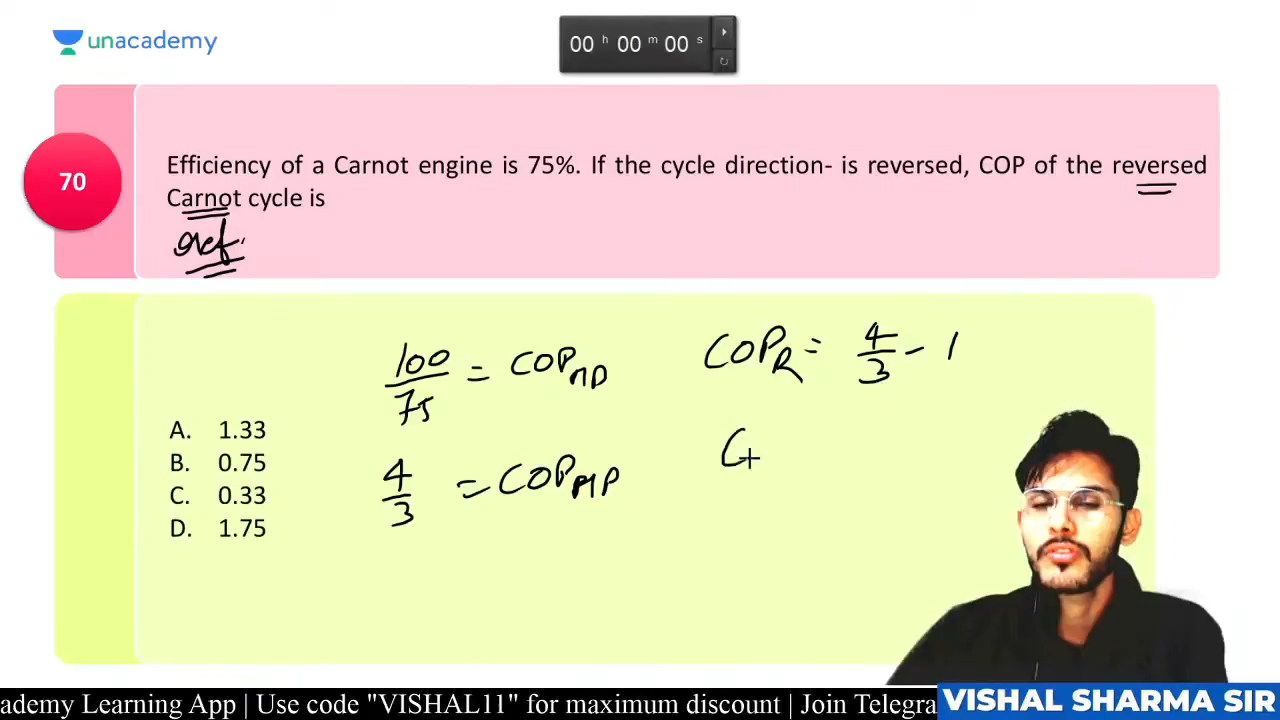 unacademy
00 h 00 m 00 s
70
Efficiency of a Carnot engine is 75%. If the cycle direction- is reversed, COP of the reversed
Carnot cycle is
ref.
100/75 = COP
4/3 = COP
COP_R = 4/3 - 1
C
A. 1.33
B. 0.75
C. 0.33
D. 1.75
ademy Learning App | Use code "VISHAL11" for maximum discount | Join Telegra
VISHAL SHARMA SIR